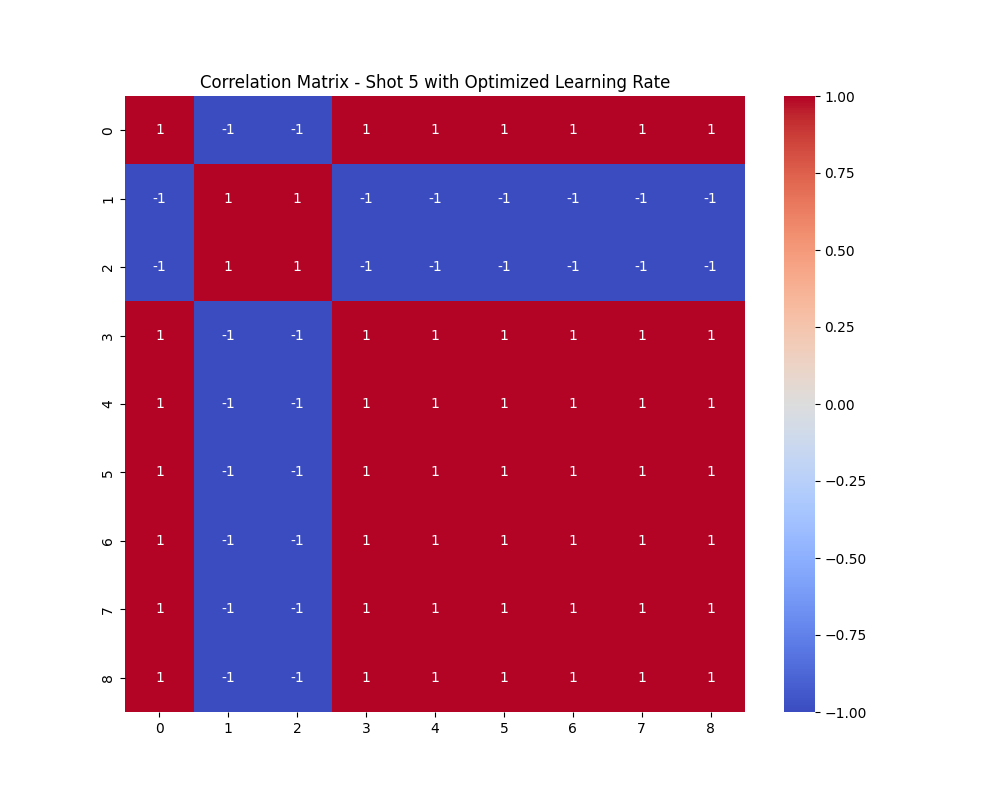 Correlation Matrix - Shot 5 with Optimized Learning Rate
0 1 -1 -1 1 1 1 1 1 1
1 -1 1 1 -1 -1 -1 -1 -1 -1
2 -1 1 1 -1 -1 -1 -1 -1 -1
3 1 -1 -1 1 1 1 1 1 1
4 1 -1 -1 1 1 1 1 1 1
5 1 -1 -1 1 1 1 1 1 1
6 1 -1 -1 1 1 1 1 1 1
7 1 -1 -1 1 1 1 1 1 1
8 1 -1 -1 1 1 1 1 1 1
0 1 2 3 4 5 6 7 8
1.00
0.75
0.50
0.25
0.00
−0.25
−0.50
−0.75
−1.00